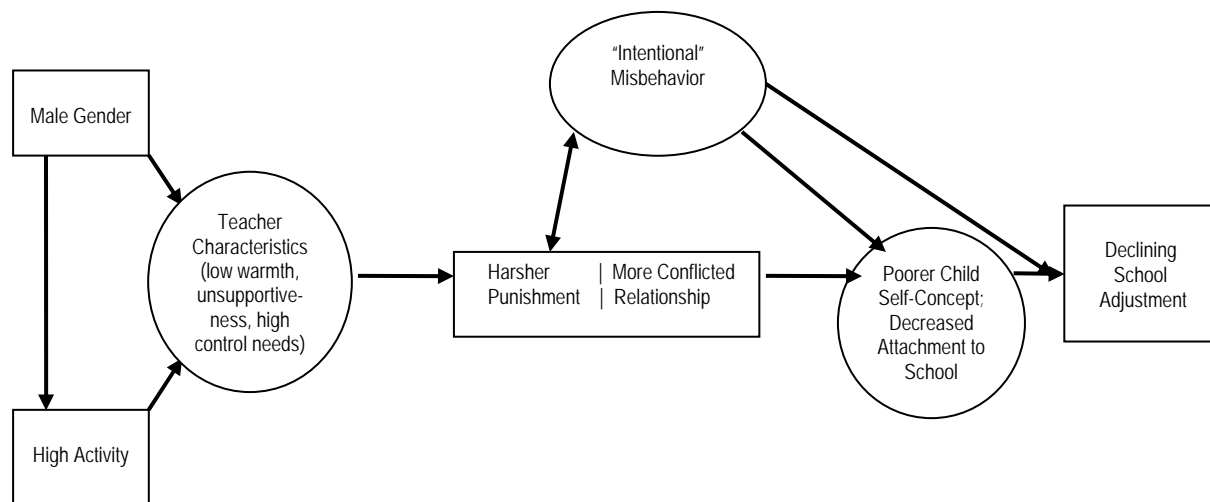 “Intentional”
Misbehavior
Male Gender
Teacher
Characteristics
(low warmth,
unsupportive-
ness, high
control needs)
Harsher | More Conflicted
Punishment | Relationship
Poorer Child
Self-Concept;
Decreased
Attachment to
School
Declining
School
Adjustment
High Activity